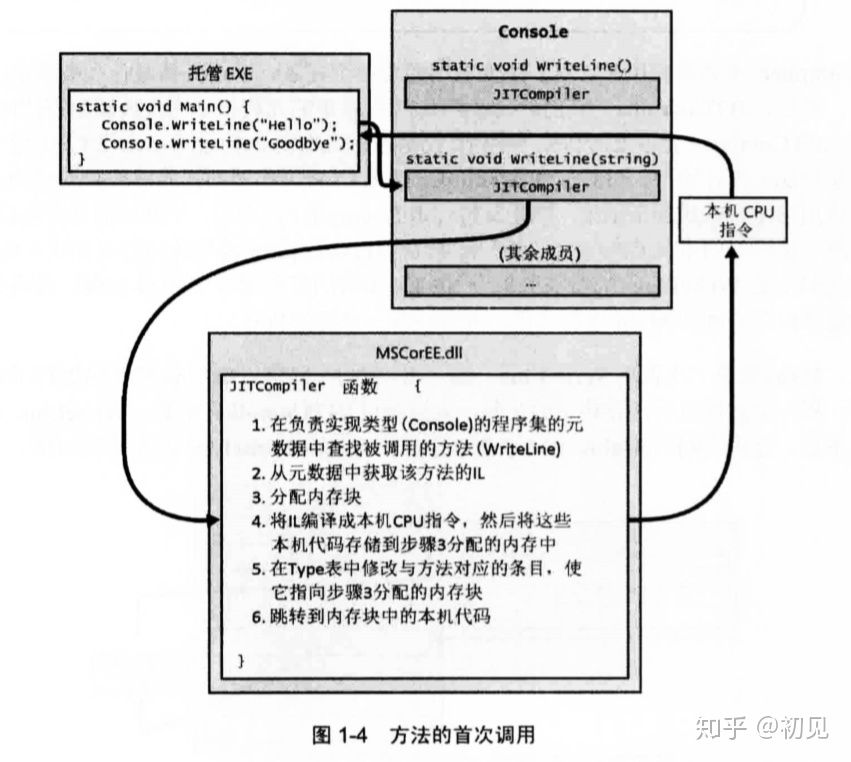 托管 EXE
static void Main() {
Console.WriteLine("Hello");
Console.WriteLine("Goodbye");
}
Console
static void WriteLine()
JITCompiler
static void WriteLine(string)
JITCompiler
(其余成员)
...
本机 CPU
指令
MSCorEE.dll
JITCompiler 函数 {
1. 在负责实现类型(Console)的程序集的元
数据中查找被调用的方法(WriteLine)
2. 从元数据中获取该方法的IL
3. 分配内存块
4. 将IL编译成本机CPU指令，然后将这些
本机代码存储到步骤3分配的内存中
5. 在Type表中修改与方法对应的条目，使
它指向步骤3分配的内存块
6. 跳转到内存块中的本机代码
}
图 1-4 方法的首次调用
知乎 @初见